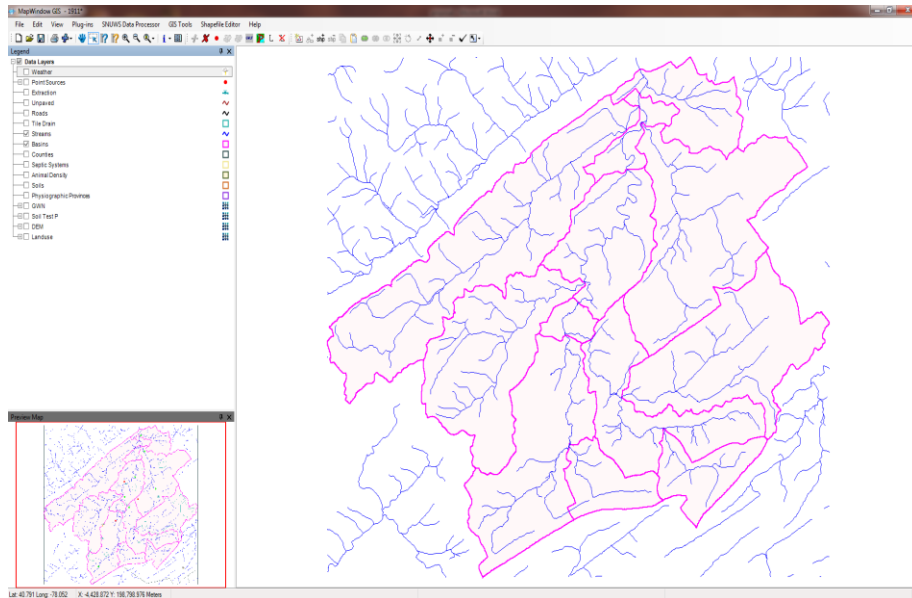 MapWindow GIS - 1911*
File Edit View Plug-ins SNUWS Data Processor GIS Tools Shapefile Editor Help
Legend
Data Layers
Weather
Point Sources
Extraction
Unpaved
Roads
Tile Drain
Streams
Basins
Counties
Septic Systems
Animal Density
Soils
Physiographic Provinces
GWN
Soil Test P
DEM
Landuse
Preview Map
Lat: 40.791 Long: -78.052 X: -4,428.872 Y: 198,798.976 Meters